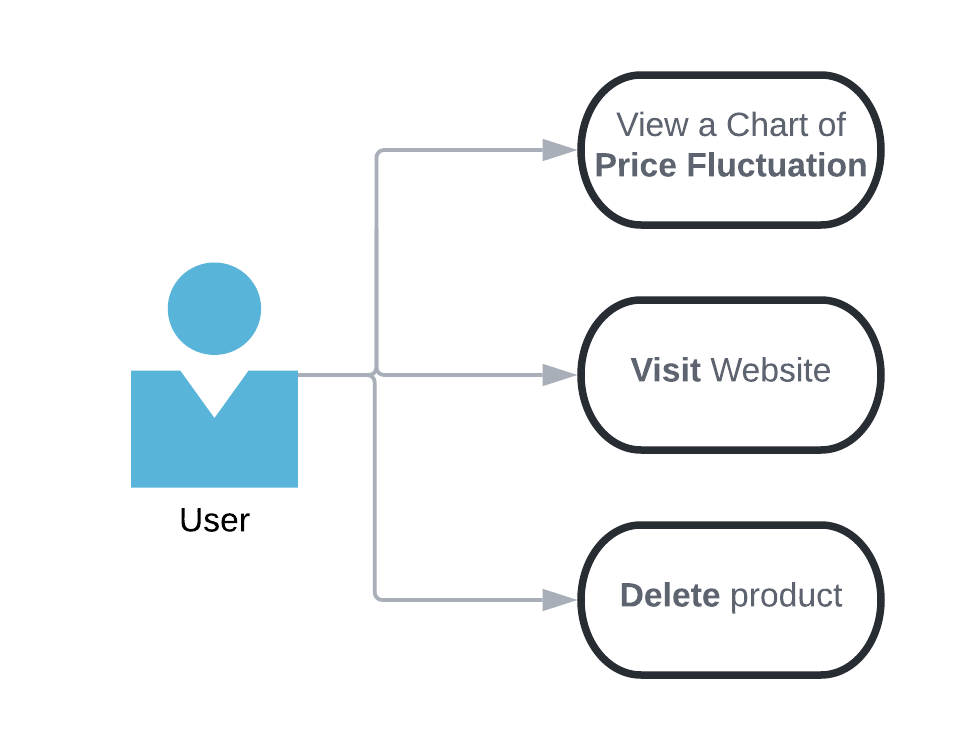 View a Chart of
Price Fluctuation
Visit Website
User
Delete product